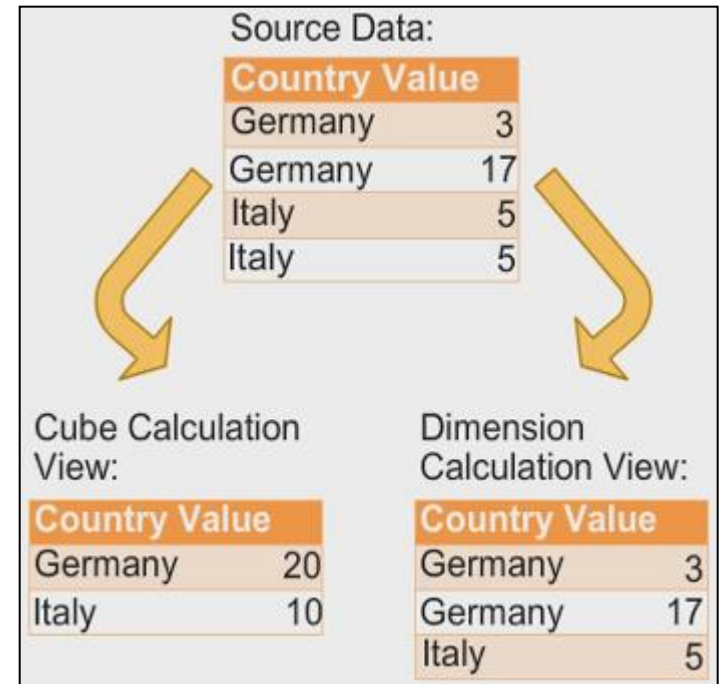 Source Data:
Country Value
Germany 3
Germany 17
Italy 5
Italy 5
Cube Calculation
View:
Country Value
Germany 20
Italy 10
Dimension
Calculation View:
Country Value
Germany 3
Germany 17
Italy 5